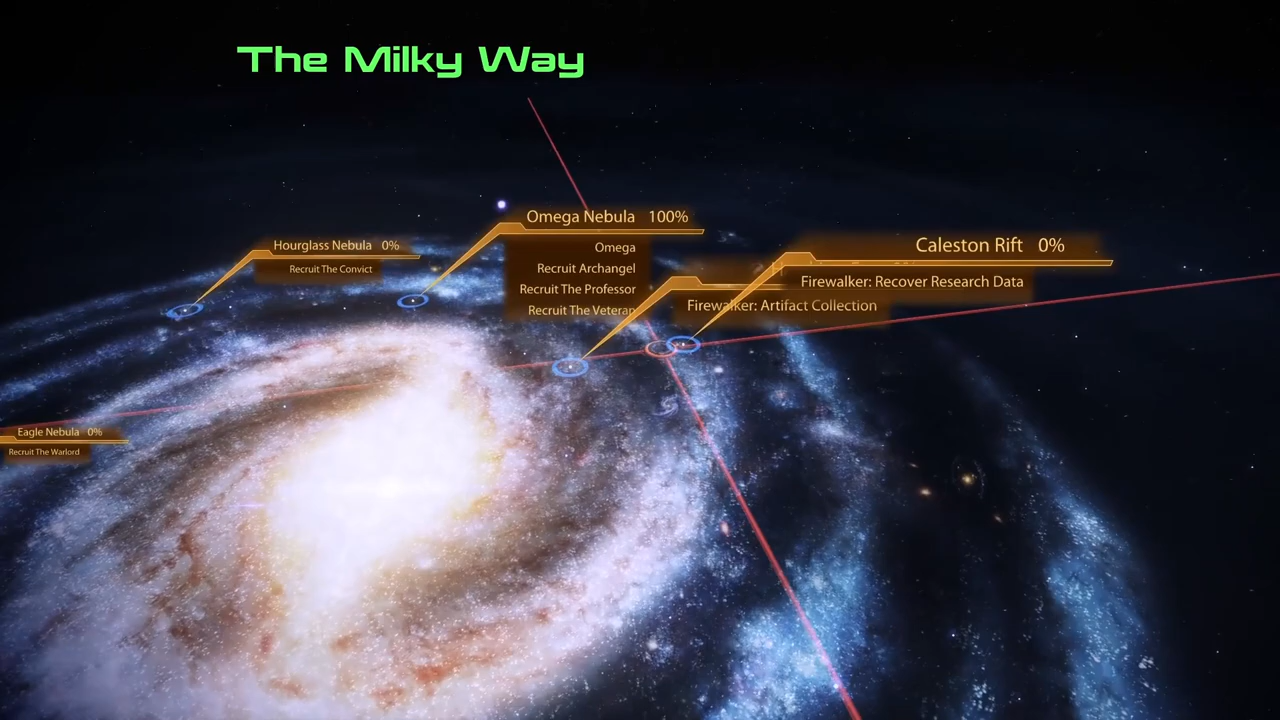 The Milky Way
Omega Nebula 100%
Omega
Recruit Archangel
Recruit The Professor
Recruit The Veteran
Hourglass Nebula 0%
Recruit The Convict
Caleston Rift 0%
Firewalker: Recover Research Data
Firewalker: Artifact Collection
Eagle Nebula 0%
Recruit The Warlord